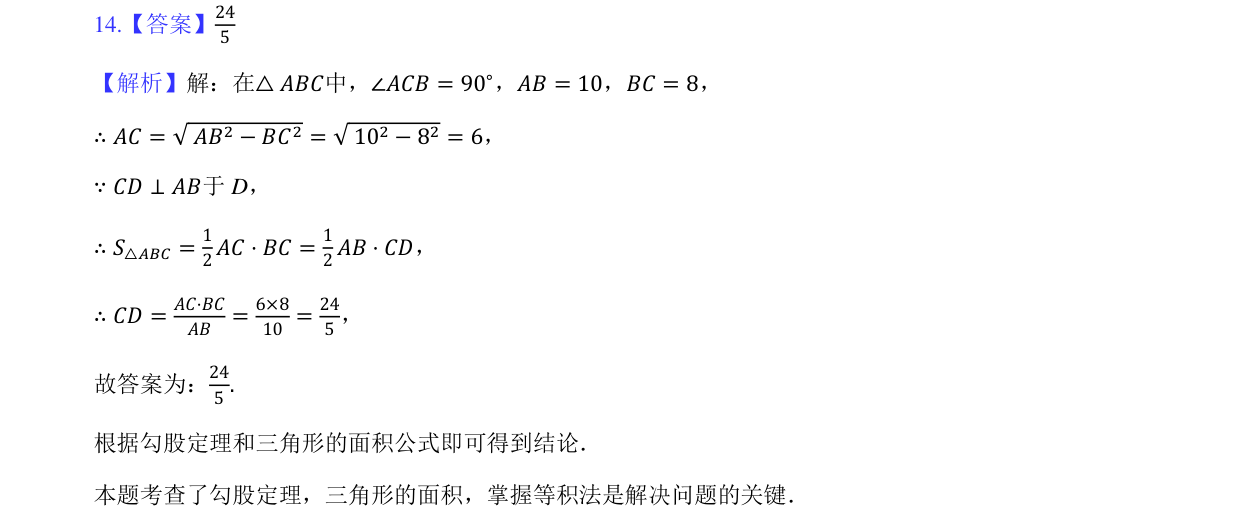 14.【答案】24/5
【解析】解：在△ ABC中，∠ACB = 90°，AB = 10，BC = 8，
∴ AC = √(AB² − BC²) = √(10² − 8²) = 6，
∵ CD ⊥ AB于 D，
∴ S△ABC = 1/2 AC · BC = 1/2 AB · CD，
∴ CD = AC·BC/AB = 6×8/10 = 24/5，
故答案为：24/5.
根据勾股定理和三角形的面积公式即可得到结论．
本题考查了勾股定理，三角形的面积，掌握等积法是解决问题的关键．